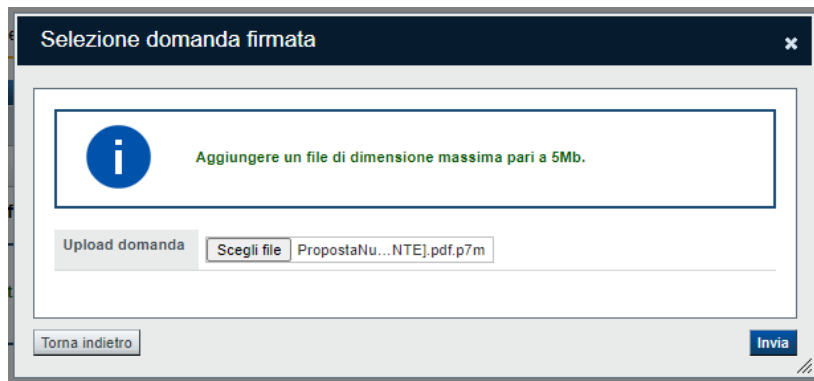 Selezione domanda firmata
Aggiungere un file di dimensione massima pari a 5Mb.
Upload domanda
Scegli file PropostaNu...NTE].pdf.p7m
Torna indietro
Invia